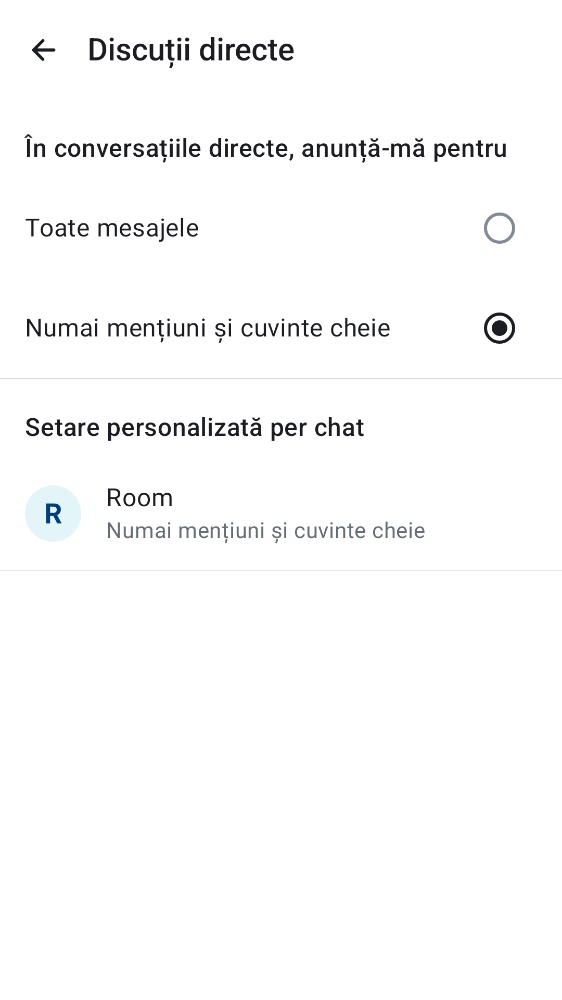 Discuții directe
În conversațiile directe, anunță-mă pentru
Toate mesajele
Numai mențiuni și cuvinte cheie
Setare personalizată per chat
R
Room
Numai mențiuni și cuvinte cheie